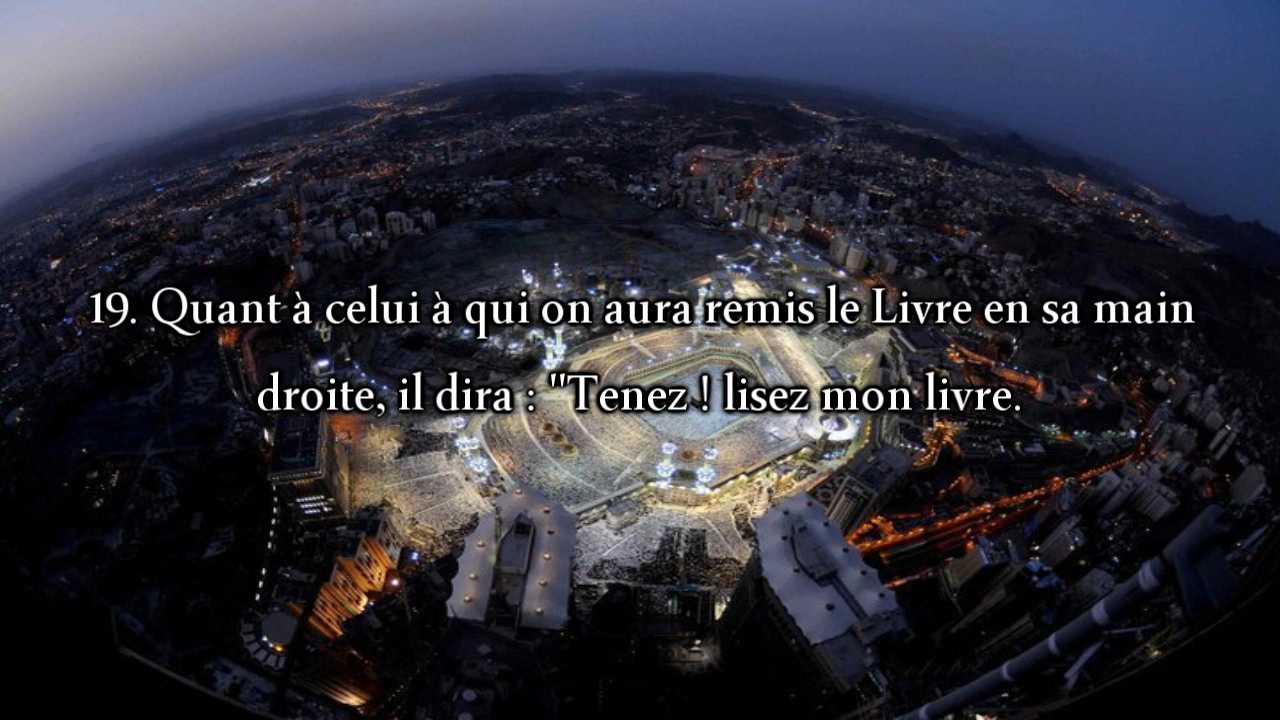 19. Quant à celui à qui on aura remis le Livre en sa main
droite, il dira : "Tenez ! lisez mon livre.